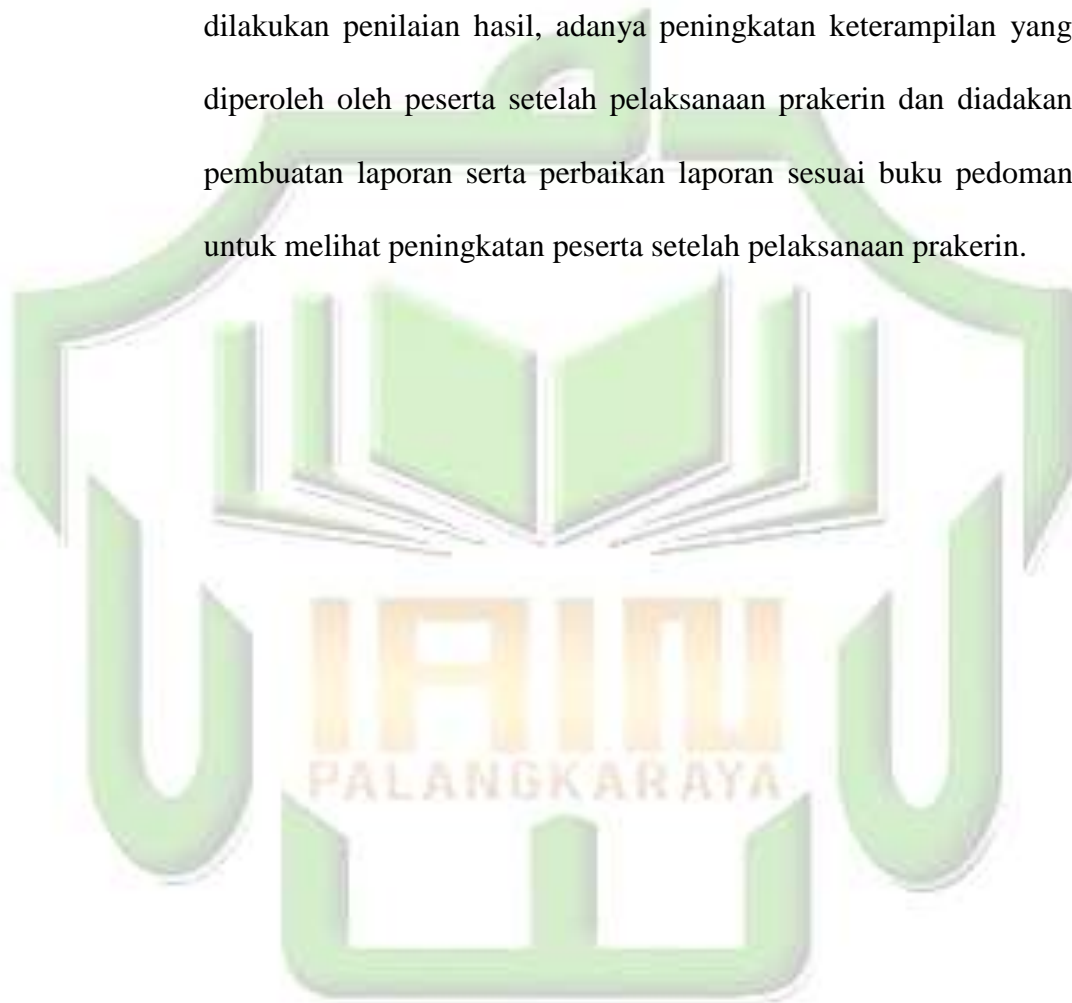 dilakukan penilaian hasil, adanya peningkatan keterampilan yang
diperoleh oleh peserta setelah pelaksanaan prakerin dan diadakan
pembuatan laporan serta perbaikan laporan sesuai buku pedoman
untuk melihat peningkatan peserta setelah pelaksanaan prakerin.
IAIN
PALANGKARAYA